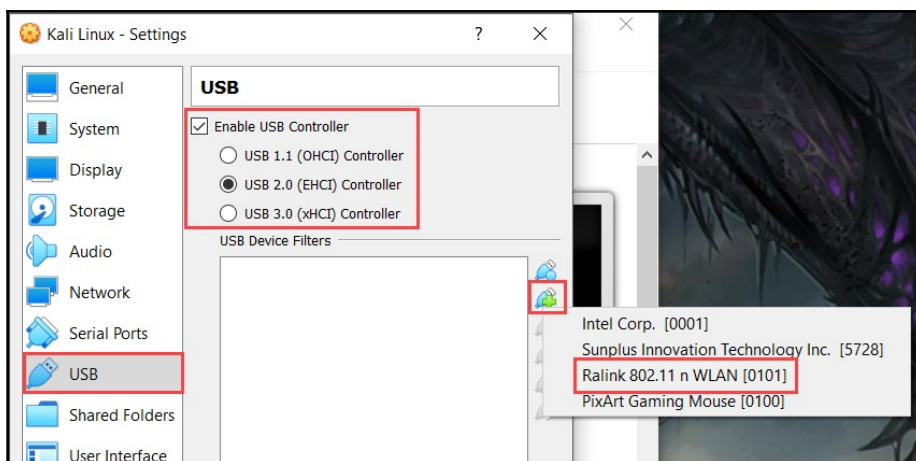 Kali Linux - Settings ?
General
System
Display
Storage
Audio
Network
Serial Ports
USB
Shared Folders
User Interface
USB
Enable USB Controller
USB 1.1 (OHCI) Controller
USB 2.0 (EHCI) Controller
USB 3.0 (xHCI) Controller
USB Device Filters
Intel Corp. [0001]
Sunplus Innovation Technology Inc. [5728]
Ralink 802.11 n WLAN [0101]
PixArt Gaming Mouse [0100]